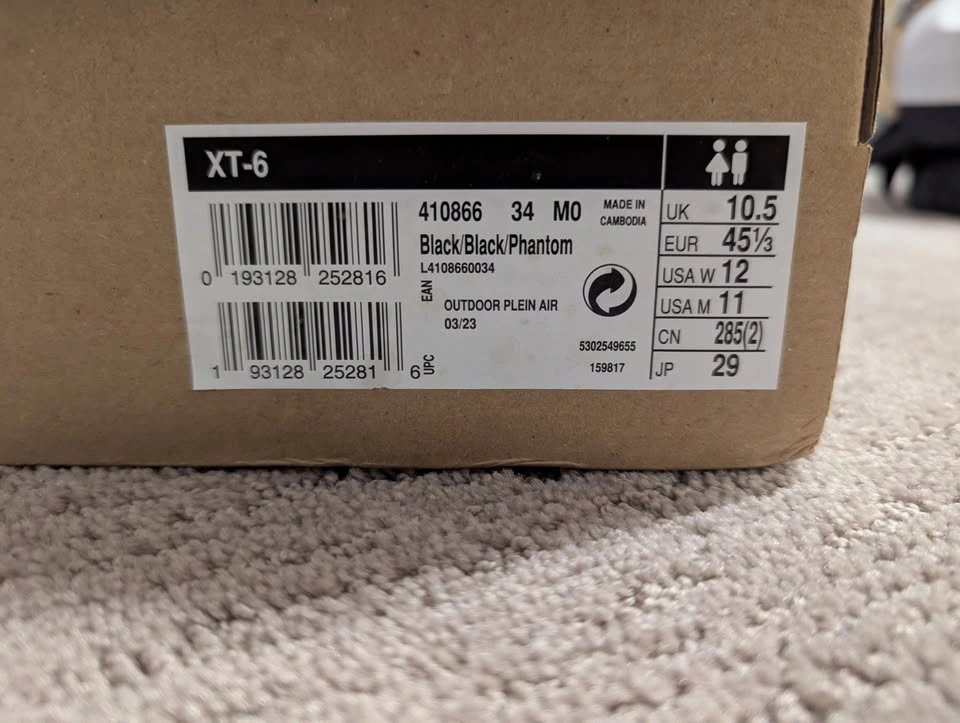 XT-6
0 193128 252816
1 93128 25281 6
EAN
UPC
410866 34 M0
Black/Black/Phantom
L4108660034
OUTDOOR PLEIN AIR
03/23
MADE IN
CAMBODIA
5302549655
159817
UK 10.5
EUR 45⅓
USA W 12
USA M 11
CN 285(2)
JP 29